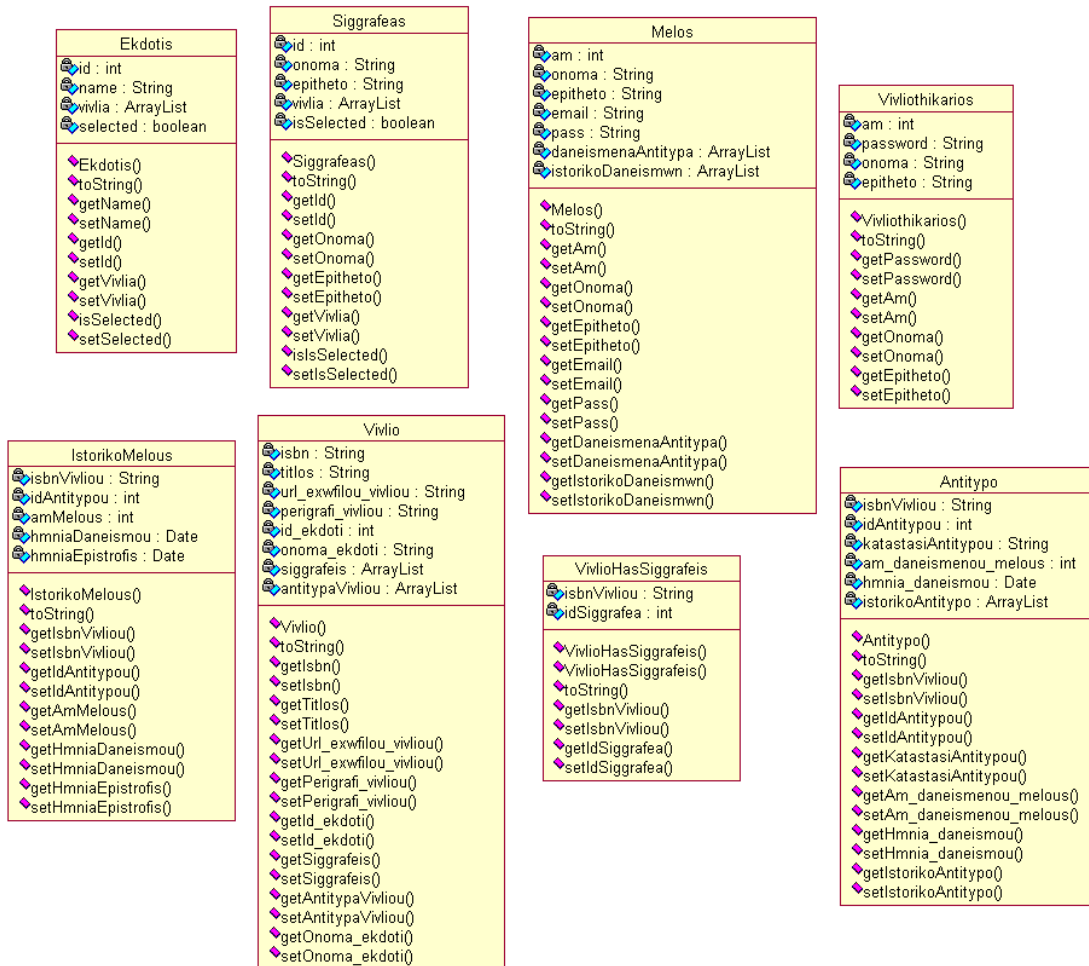 Ekdotis
id : int
name : String
vivlia : ArrayList
selected : boolean
Ekdotis()
toString()
getName()
setName()
getId()
setId()
getVivlia()
setVivlia()
isSelected()
setSelected()
Siggrafeas
id : int
onoma : String
epitheto : String
vivlia : ArrayList
isSelected : boolean
Siggrafeas()
toString()
getId()
setId()
getOnoma()
setOnoma()
getEpitheto()
setEpitheto()
getVivlia()
setVivlia()
isIsSelected()
setIsSelected()
Melos
am : int
onoma : String
epitheto : String
email : String
pass : String
daneismenaAntitypa : ArrayList
istorikoDaneismwn : ArrayList
Melos()
toString()
getAm()
setAm()
getOnoma()
setOnoma()
getEpitheto()
setEpitheto()
getEmail()
setEmail()
getPass()
setPass()
getDaneismenaAntitypa()
setDaneismenaAntitypa()
getIstorikoDaneismwn()
setIstorikoDaneismwn()
Vivliothikarios
am : int
password : String
onoma : String
epitheto : String
Vivliothikarios()
toString()
getPassword()
setPassword()
getAm()
setAm()
getOnoma()
setOnoma()
getEpitheto()
setEpitheto()
IstorikoMelous
isbnVivliou : String
idAntitypou : int
amMelous : int
hmniaDaneismou : Date
hmniaEpistrofis : Date
IstorikoMelous()
toString()
getIsbnVivliou()
setIsbnVivliou()
getIdAntitypou()
setIdAntitypou()
getAmMelous()
setAmMelous()
getHmniaDaneismou()
setHmniaDaneismou()
getHmniaEpistrofis()
setHmniaEpistrofis()
Vivlio
isbn : String
titlos : String
url_exwfilou_vivliou : String
perigrafi_vivliou : String
id_ekdoti : int
onoma_ekdoti : String
siggrafeis : ArrayList
antitypaVivliou : ArrayList
Vivlio()
toString()
getIsbn()
setIsbn()
getTitlos()
setTitlos()
getUrl_exwfilou_vivliou()
setUrl_exwfilou_vivliou()
getPerigrafi_vivliou()
setPerigrafi_vivliou()
getId_ekdoti()
setId_ekdoti()
getSiggrafeis()
setSiggrafeis()
getAntitypaVivliou()
setAntitypaVivliou()
getOnoma_ekdoti()
setOnoma_ekdoti()
VivlioHasSiggrafeis
isbnVivliou : String
idSiggrafea : int
VivlioHasSiggrafeis()
VivlioHasSiggrafeis()
toString()
getIsbnVivliou()
setIsbnVivliou()
getIdSiggrafea()
setIdSiggrafea()
Antitypo
isbnVivliou : String
idAntitypou : int
katastasiAntitypou : String
am_daneismenou_melous : int
hmnia_daneismou : Date
istorikoAntitypo : ArrayList
Antitypo()
toString()
getIsbnVivliou()
setIsbnVivliou()
getIdAntitypou()
setIdAntitypou()
getKatastasiAntitypou()
setKatastasiAntitypou()
getAm_daneismenou_melous()
setAm_daneismenou_melous()
getHmnia_daneismou()
setHmnia_daneismou()
getIstorikoAntitypo()
setIstorikoAntitypo()